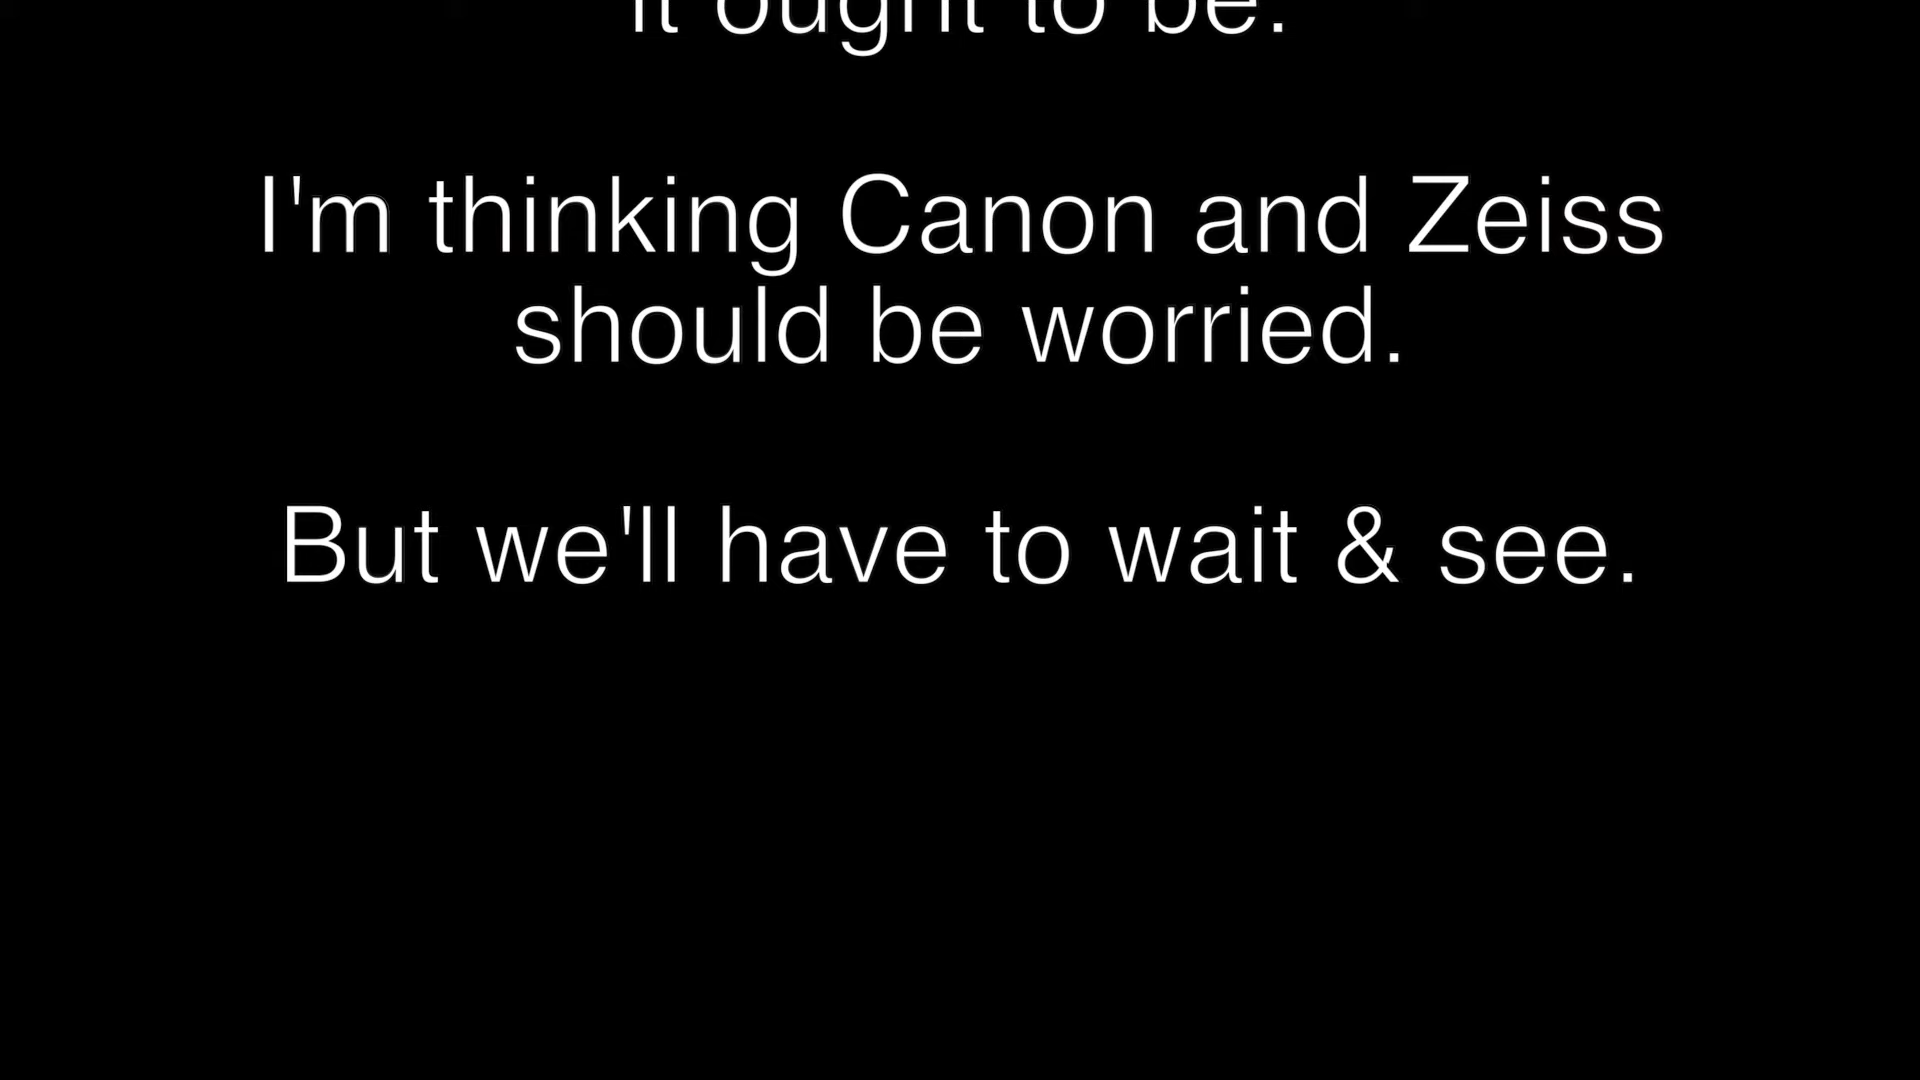 it ought to be.
I'm thinking Canon and Zeiss
should be worried.
But we'll have to wait & see.